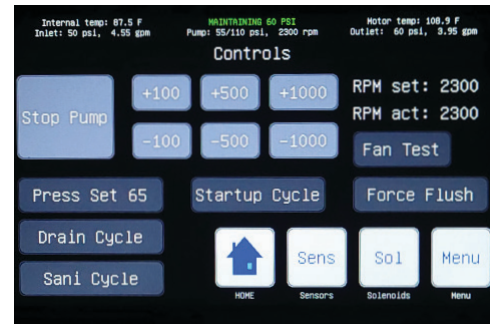 Internal temp: 87.5 F
Inlet: 50 psi, 4.55 gpm
MAINTAINING 60 PSI
Pump: 55/110 psi, 2300 rpm
Motor temp: 108.9 F
Outlet: 60 psi, 3.95 gpm
Controls
Stop Pump
+100 +500 +1000
-100 -500 -1000
RPM set: 2300
RPM act: 2300
Fan Test
Press Set 65
Startup Cycle
Force Flush
Drain Cycle
Sani Cycle
Sens
Sol
Menu
HOME
Sensors
Solenoids
Menu